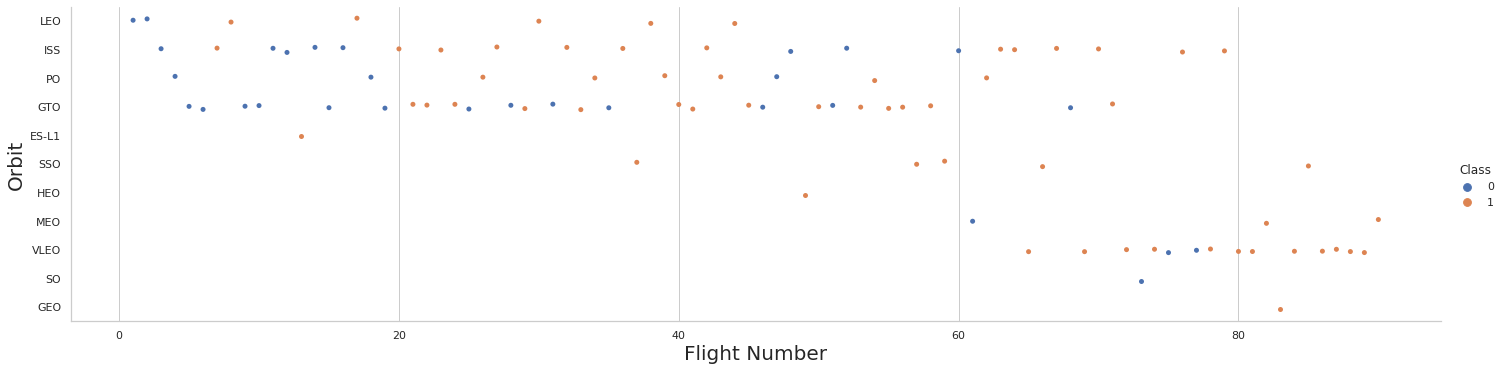 LEO
ISS
PO
GTO
ES-L1
SSO
HEO
MEO
VLEO
SO
GEO
Orbit
0 20 40 60 80
Flight Number
Class
0
1